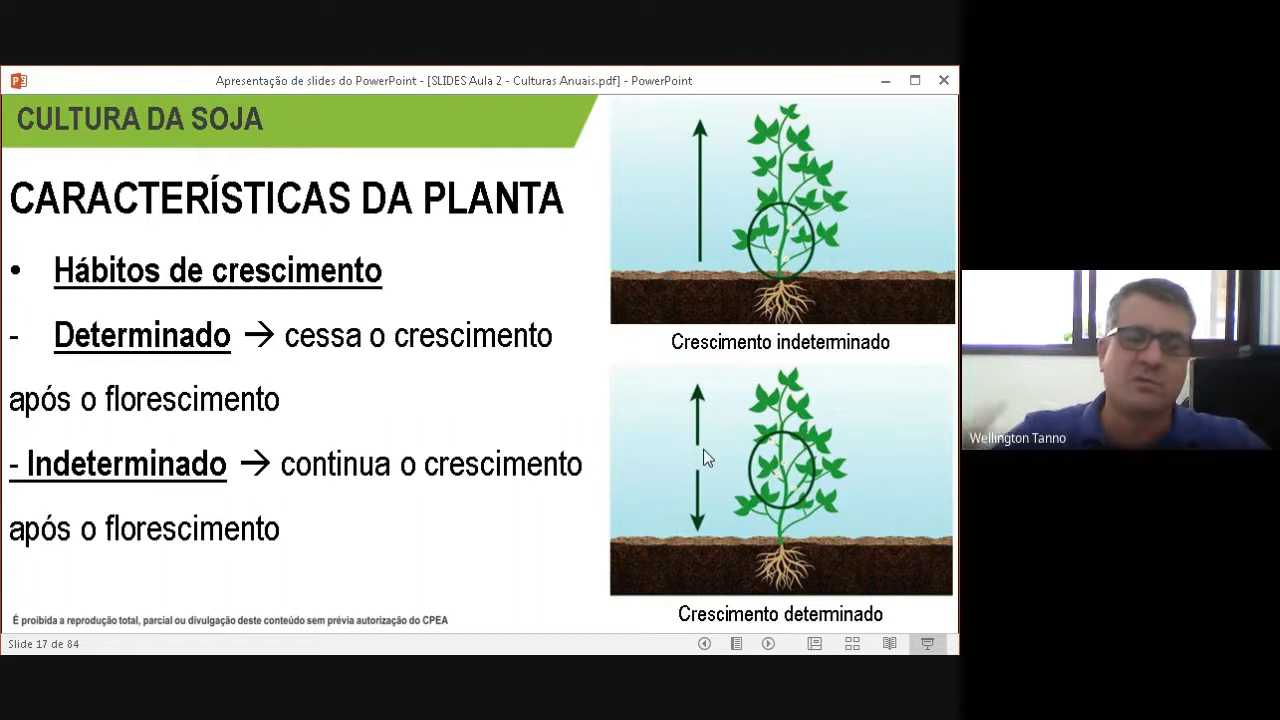 Apresentação de slides do PowerPoint - [SLIDES Aula 2 - Culturas Anuais.pdf] - PowerPoint
CULTURA DA SOJA
CARACTERÍSTICAS DA PLANTA
• Hábitos de crescimento
- Determinado → cessa o crescimento
após o florescimento
- Indeterminado → continua o crescimento
após o florescimento
Crescimento indeterminado
Crescimento determinado
É proibida a reprodução total, parcial ou divulgação deste conteúdo sem prévia autorização do CPEA
Slide 17 de 84
Wellington Tanno